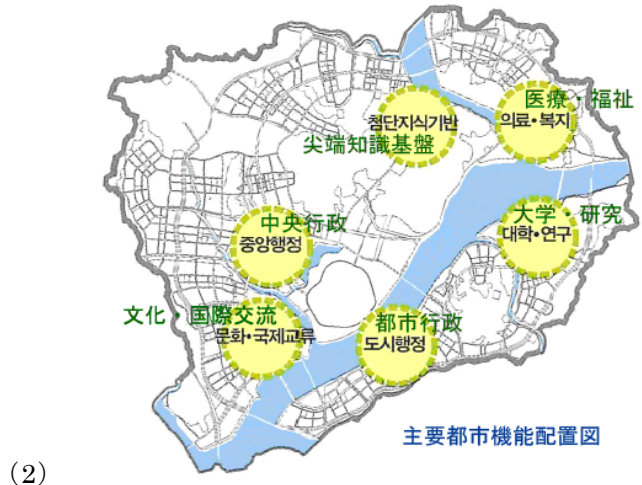 医療・福祉
첨단지식기반
의료·복지
尖端知識基盤
大学・研究
대학·연구
中央行政
중앙행정
文化・国際交流
문화·국제교류
都市行政
도시행정
主要都市機能配置図
(2)